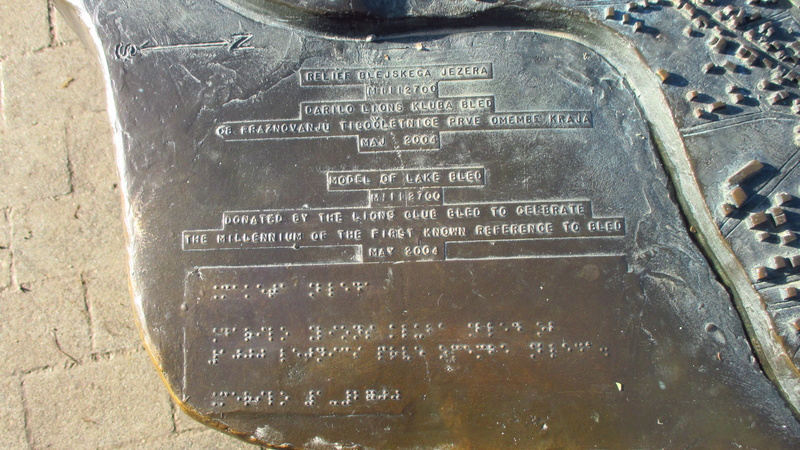 S N
RELIEF BLEJSKEGA JEZERA
M 1:12700
DARILO LIONS KLUBA BLED
OB PRAZNOVANJU TISOČLETNICE PRVE OMEMBE KRAJA
MAJ 2004
MODEL OF LAKE BLED
M 1:12700
DONATED BY THE LIONS CLUB BLED TO CELEBRATE
THE MILLENNIUM OF THE FIRST KNOWN REFERENCE TO BLED
MAY 2004